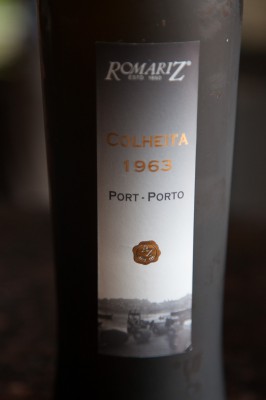 ROMARIZ®
ESTD 1850
COLHEITA
1963
PORT - PORTO